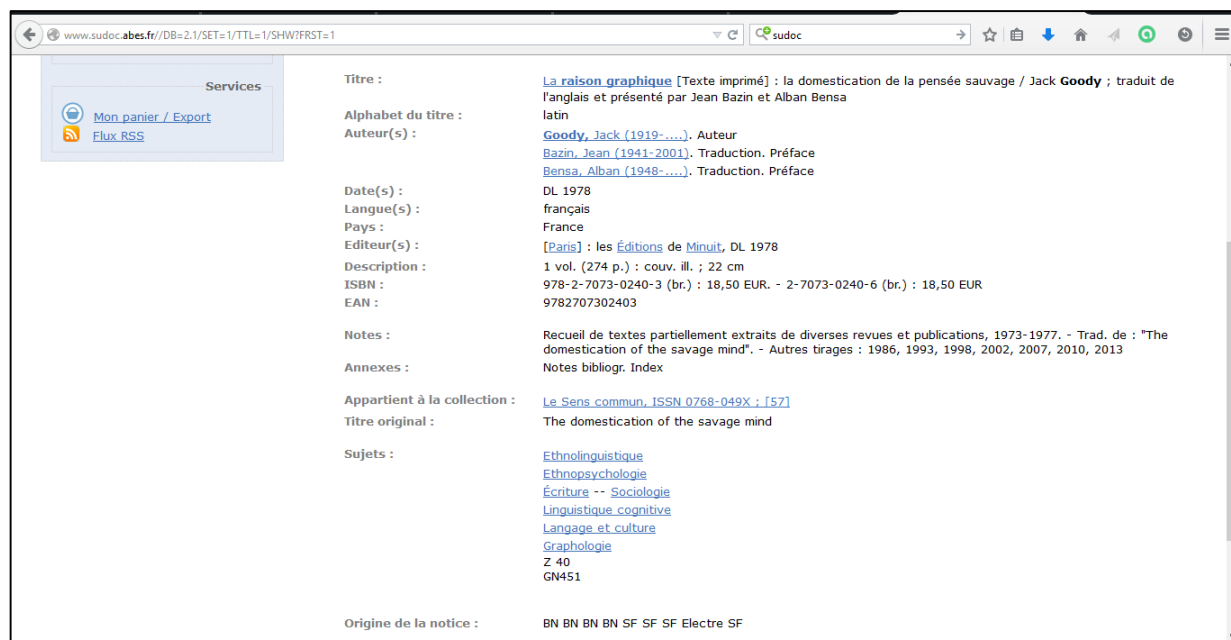 www.sudoc.abes.fr//DB=2.1/SET=1/TTL=1/SHW?FRST=1
sudoc
Services
Mon panier / Export
Flux RSS
Titre : La raison graphique [Texte imprimé] : la domestication de la pensée sauvage / Jack Goody ; traduit de
l'anglais et présenté par Jean Bazin et Alban Bensa
Alphabet du titre : latin
Auteur(s) : Goody, Jack (1919-....). Auteur
Bazin, Jean (1941-2001). Traduction. Préface
Bensa, Alban (1948-....). Traduction. Préface
Date(s) : DL 1978
Langue(s) : français
Pays : France
Editeur(s) : [Paris] : les Éditions de Minuit, DL 1978
Description : 1 vol. (274 p.) : couv. ill. ; 22 cm
ISBN : 978-2-7073-0240-3 (br.) : 18,50 EUR. - 2-7073-0240-6 (br.) : 18,50 EUR
EAN : 9782707302403
Notes : Recueil de textes partiellement extraits de diverses revues et publications, 1973-1977. - Trad. de : "The
domestication of the savage mind". - Autres tirages : 1986, 1993, 1998, 2002, 2007, 2010, 2013
Annexes : Notes bibliogr. Index
Appartient à la collection : Le Sens commun, ISSN 0768-049X ; [57]
Titre original : The domestication of the savage mind
Sujets : Ethnolinguistique
Ethnopsychologie
Écriture -- Sociologie
Linguistique cognitive
Langage et culture
Graphologie
Z 40
GN451
Origine de la notice : BN BN BN BN SF SF SF Electre SF